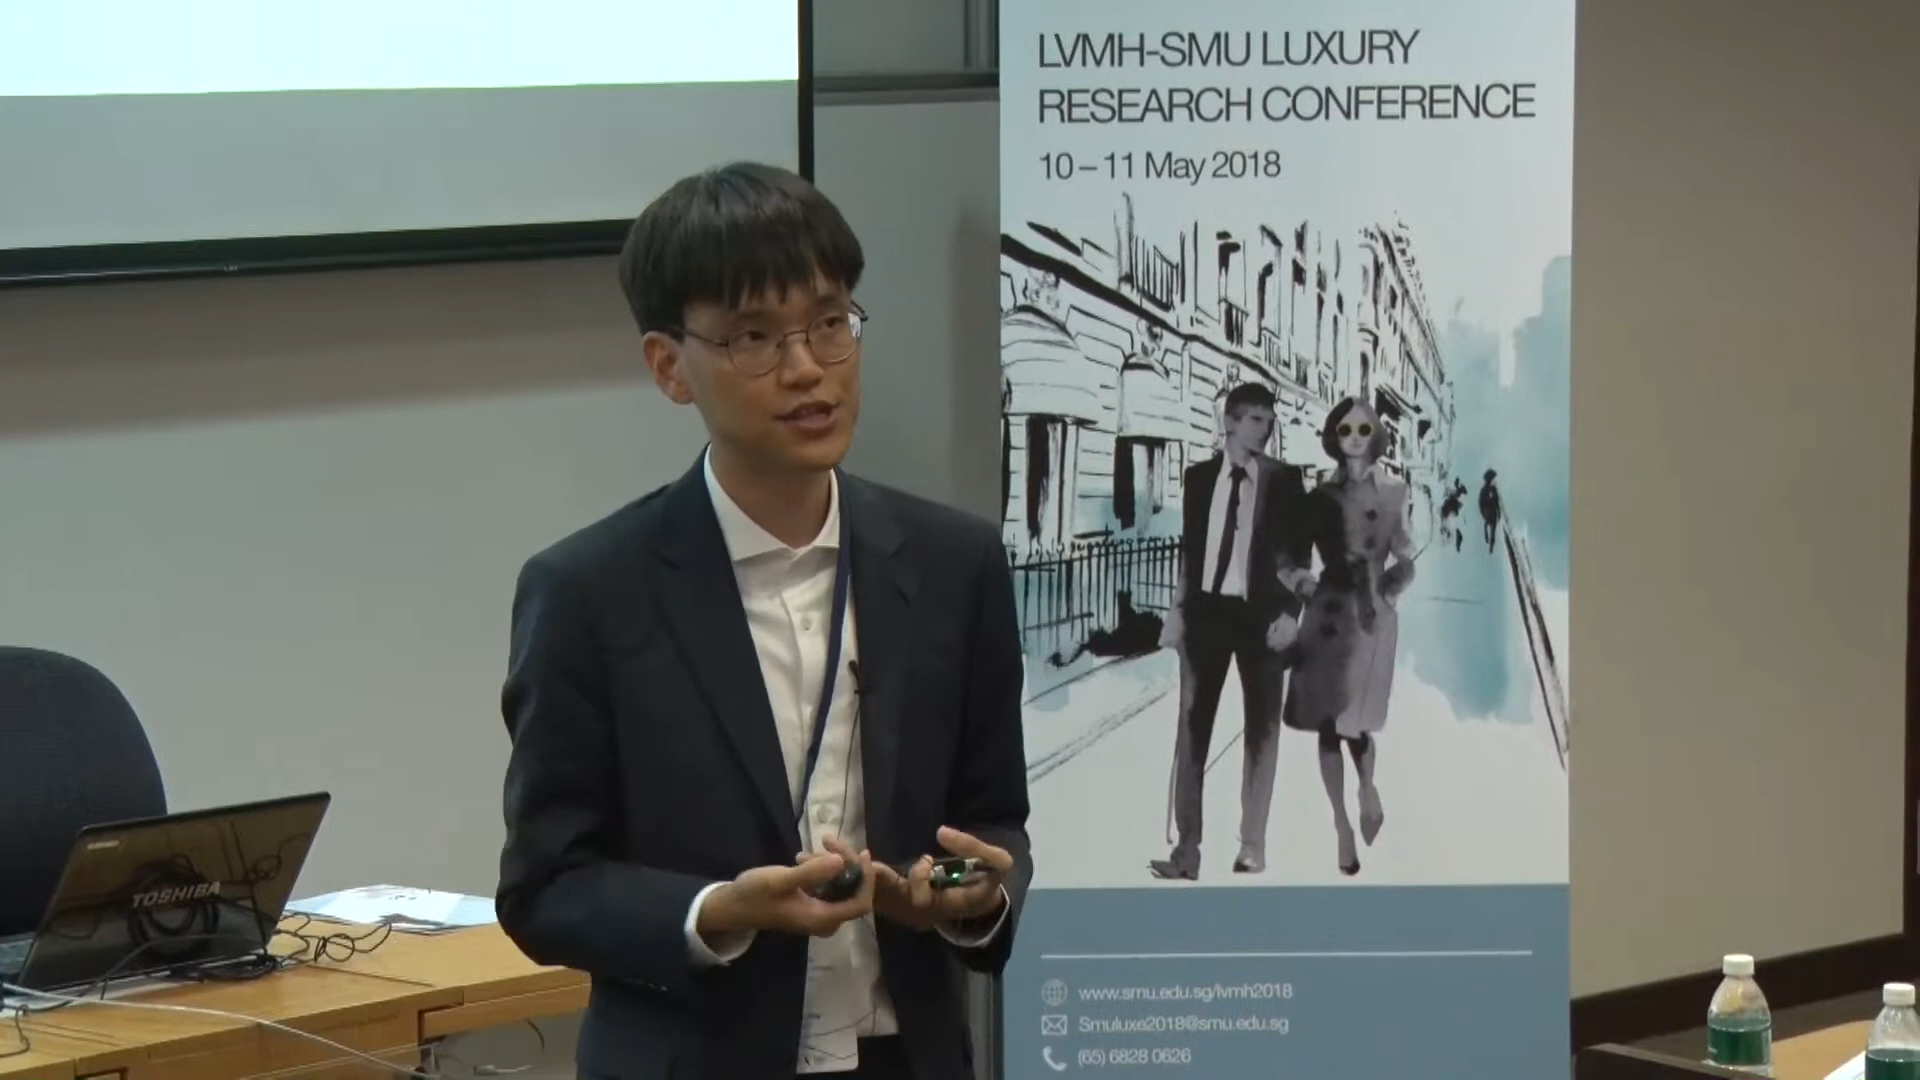 LVMH-SMU LUXURY
RESEARCH CONFERENCE
10 – 11 May 2018
www.smu.edu.sg/lvmh2018
Smuluxe2018@smu.edu.sg
(65) 6828 0626
TOSHIBA